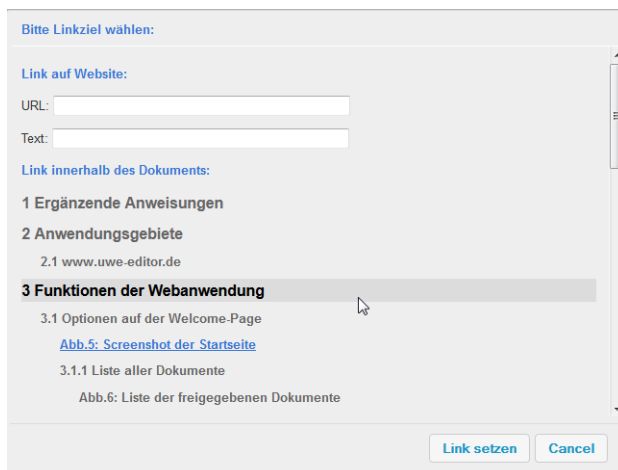 Bitte Linkziel wählen:
Link auf Website:
URL:
Text:
Link innerhalb des Dokuments:
1 Ergänzende Anweisungen
2 Anwendungsgebiete
2.1 www.uwe-editor.de
3 Funktionen der Webanwendung
3.1 Optionen auf der Welcome-Page
Abb.5: Screenshot der Startseite
3.1.1 Liste aller Dokumente
Abb.6: Liste der freigegebenen Dokumente
Link setzen Cancel